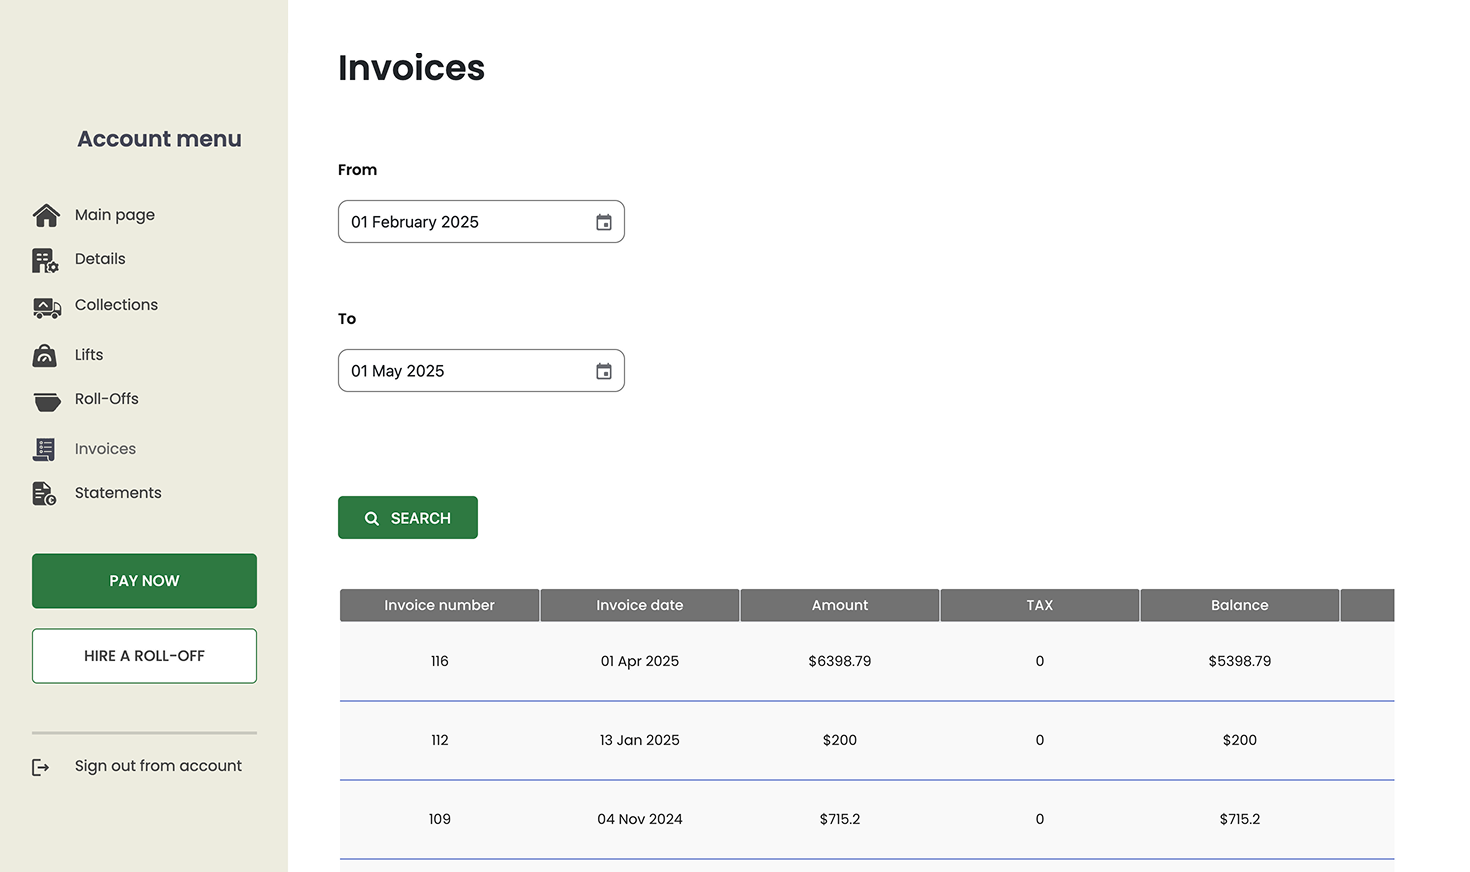 Account menu
Main page
Details
Collections
Lifts
Roll-Offs
Invoices
Statements
PAY NOW
HIRE A ROLL-OFF
Sign out from account
Invoices
From
01 February 2025
To
01 May 2025
SEARCH
Invoice number Invoice date Amount TAX Balance
116 01 Apr 2025 $6398.79 0 $5398.79
112 13 Jan 2025 $200 0 $200
109 04 Nov 2024 $715.2 0 $715.2